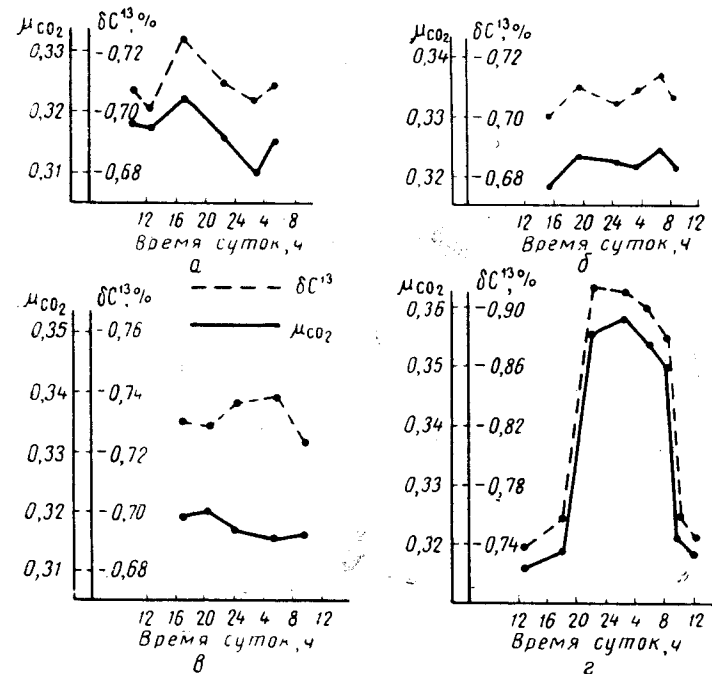 μCO₂ δC¹³,%
0,33 -0,72
0,32 -0,70
0,31 -0,68
12 16 20 24 4 8
Время суток, ч
а
μCO₂ δC¹³,%
0,34 -0,72
0,33 -0,70
0,32 -0,68
12 16 20 24 4 8 12
Время суток, ч
б
μCO₂ δC¹³,%
0,35 -0,76
0,34 -0,74
0,33 -0,72
0,32 -0,70
0,31 -0,68
δC¹³
μCO₂
12 16 20 24 4 8 12
Время суток, ч
в
μCO₂ δC¹³,%
0,36 -0,90
0,35 -0,86
0,34 -0,82
0,33 -0,78
0,32 -0,74
12 16 20 24 4 8 12
Время суток, ч
г